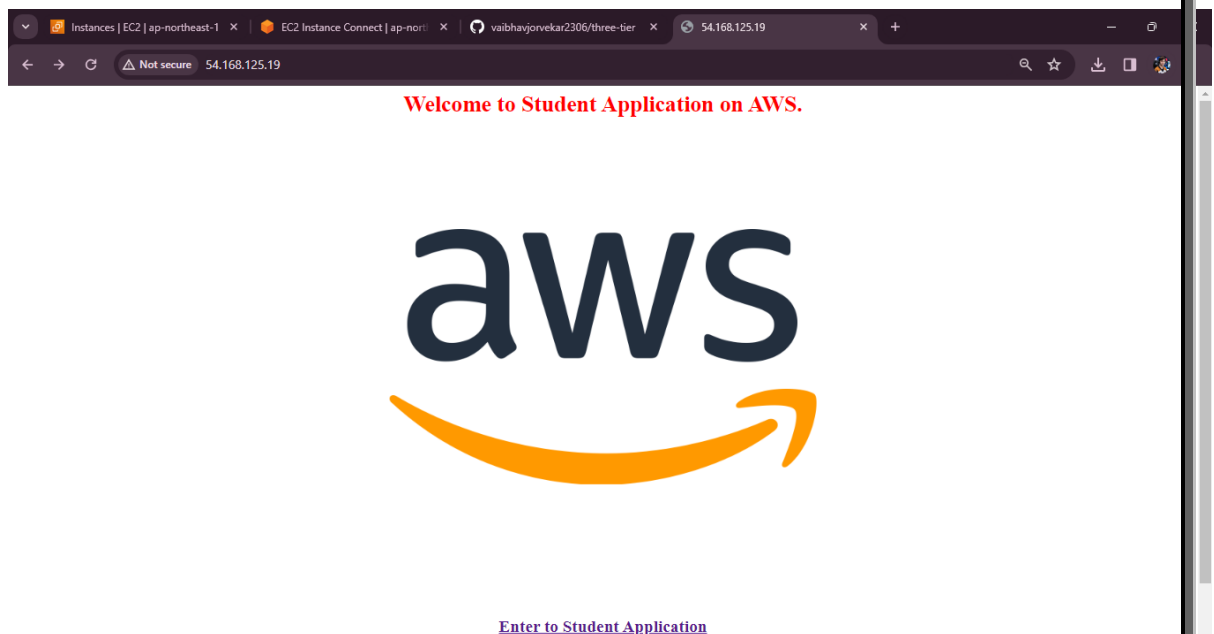 Instances | EC2 | ap-northeast-1
EC2 Instance Connect | ap-nort
vaibhavjorvekar2306/three-tier
54.168.125.19
Not secure
54.168.125.19
Welcome to Student Application on AWS.
aws
Enter to Student Application